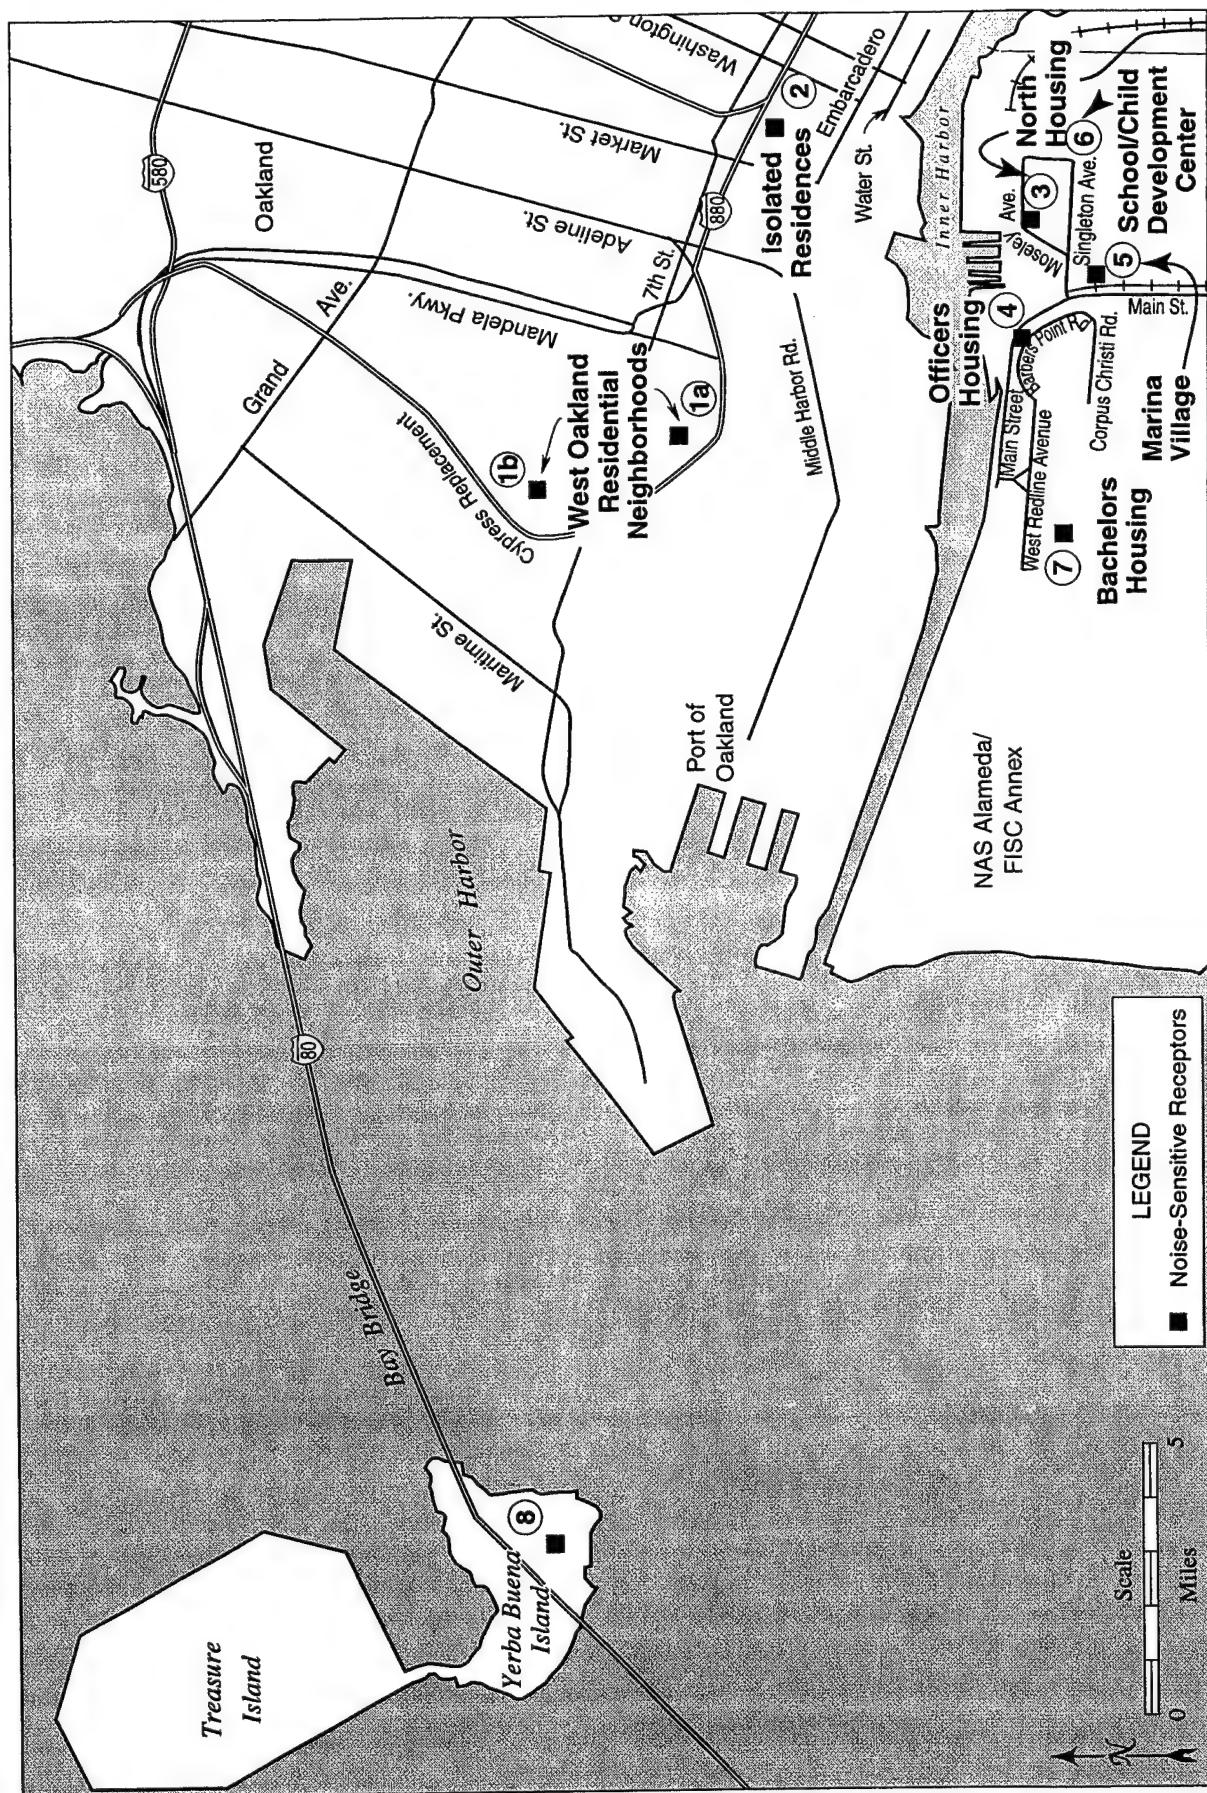 Treasure
Island
Yerba Buena
Island
8
Bay Bridge
80
Outer Harbor
Port of
Oakland
Maritime St.
Grand
Ave.
Cypress Replacement
Mandela Pkwy.
580
Oakland
Adeline St.
Market St.
Washington
7th St.
880
1b
West Oakland
Residential
Neighborhoods
1a
2
Isolated
Residences
Embarcadero
Water St.
Middle Harbor Rd.
Inner Harbor
NAS Alameda/
FISC Annex
Officers
Housing
4
Main Street
West Redline Avenue
Barbers Point Rd
Corpus Christi Rd.
7
Bachelors
Housing
Marina
Village
Main St.
Moseley Ave.
3
North
Housing
6
Singleton Ave.
5
School/Child
Development
Center
LEGEND
Noise-Sensitive Receptors
Scale
0
5
Miles
N